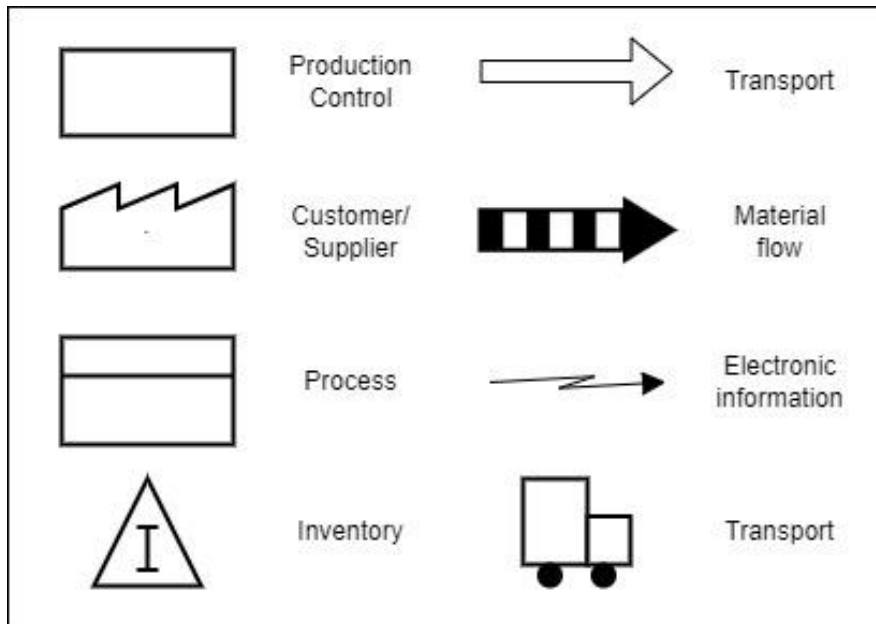 Production
Control
Transport
Customer/
Supplier
Material
flow
Process
Electronic
information
I
Inventory
Transport